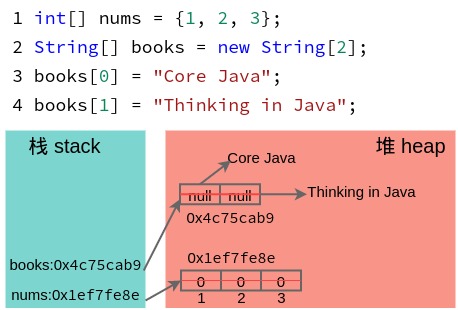 1 int[] nums = {1, 2, 3};
2 String[] books = new String[2];
3 books[0] = "Core Java";
4 books[1] = "Thinking in Java";
栈 stack
堆 heap
Core Java
null null
Thinking in Java
0x4c75cab9
books:0x4c75cab9
0x1ef7fe8e
nums:0x1ef7fe8e
0 0 0
1 2 3